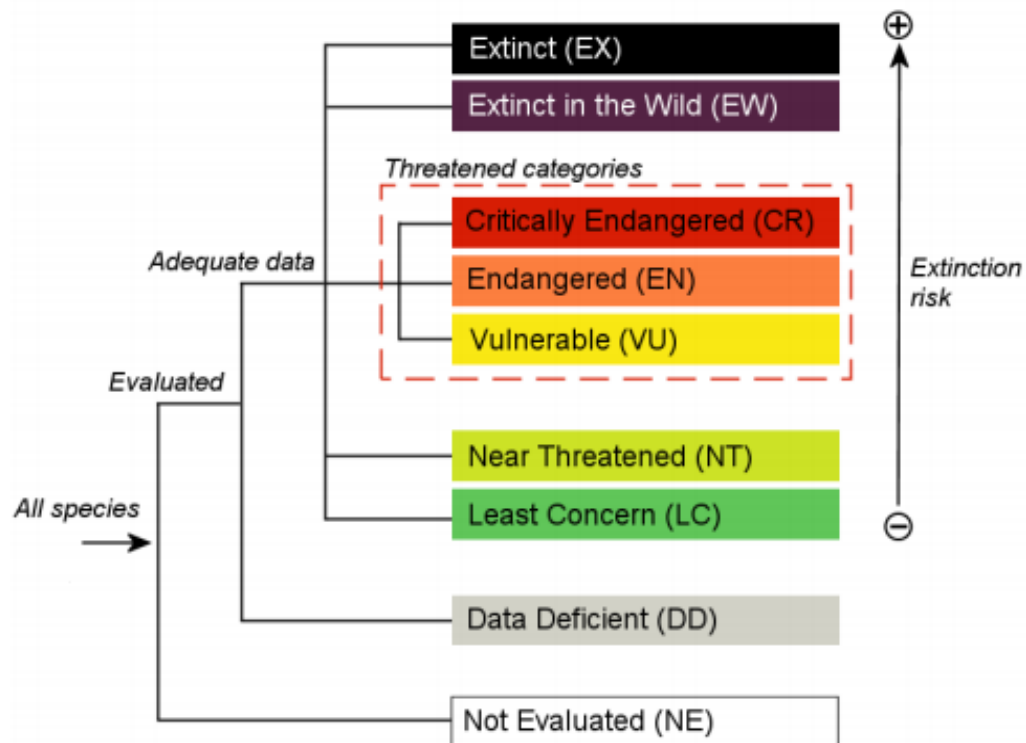 Extinct (EX)
Extinct in the Wild (EW)
Threatened categories
Critically Endangered (CR)
Adequate data
Endangered (EN)
Extinction
risk
Vulnerable (VU)
Evaluated
Near Threatened (NT)
All species
Least Concern (LC)
Data Deficient (DD)
Not Evaluated (NE)